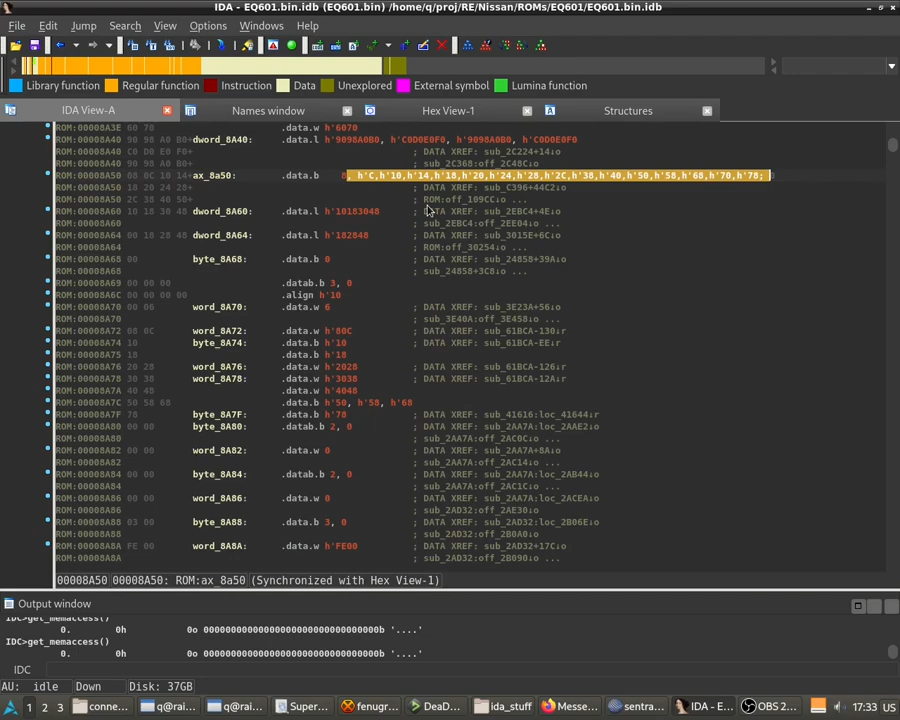 IDA - EQ601.bin.idb (EQ601.bin) /home/q/proj/RE/Nissan/ROMs/EQ601/EQ601.bin.idb
File Edit Jump Search View Options Windows Help
Library function Regular function Instruction Data Unexplored External symbol Lumina function
IDA View-A Names window Hex View-1 Structures
ROM:00008A3E 60 70 .data.w h'6070
ROM:00008A40 90 98 A0 B0+ dword_8A40: .data.l h'9098A0B0, h'C0D0E0F0, h'9098A0B0, h'C0D0E0F0
ROM:00008A40 C0 D0 E0 F0+ ; DATA XREF: sub_2C224+14↓o
ROM:00008A40 ; sub_2C368:off_2C48C↓o
ROM:00008A50 08 0C 10 14+ ax_8a50: .data.b 8, h'C,h'10,h'14,h'18,h'20,h'24,h'28,h'2C,h'38,h'40,h'50,h'58,h'68,h'70,h'78;
ROM:00008A50 18 20 24 28+ ; DATA XREF: sub_C396+44C2↓o
ROM:00008A50 2C 38 40 50+ ; ROM:off_109CC↓o
ROM:00008A60 10 18 30 48 dword_8A60: .data.l h'10183048 ; DATA XREF: sub_2EBC4+4E↓o
ROM:00008A60 ; sub_2EBC4:off_2EE04↓o
ROM:00008A64 00 18 28 48 dword_8A64: .data.l h'182848 ; DATA XREF: sub_3015E+6C↓o
ROM:00008A64 ; ROM:off_30254↓o ...
ROM:00008A68 00 byte_8A68: .data.b 0 ; DATA XREF: sub_24858+39A↓o
ROM:00008A68 ; sub_24858+3C8↓o ...
ROM:00008A69 00 00 00 .datab.b 3, 0
ROM:00008A6C 00 00 00 00 .align h'10
ROM:00008A70 00 06 word_8A70: .data.w 6 ; DATA XREF: sub_3E23A+56↓o
ROM:00008A70 ; sub_3E40A:off_3E458↓o ...
ROM:00008A72 08 0C word_8A72: .data.w h'80C ; DATA XREF: sub_61BCA-130↓r
ROM:00008A74 10 byte_8A74: .data.b h'10 ; DATA XREF: sub_61BCA-EE↓r
ROM:00008A75 18 .data.b h'18
ROM:00008A76 20 28 word_8A76: .data.w h'2028 ; DATA XREF: sub_61BCA-126↓r
ROM:00008A78 30 38 word_8A78: .data.w h'3038 ; DATA XREF: sub_61BCA-12A↓r
ROM:00008A7A 40 48 .data.w h'4048
ROM:00008A7C 50 58 68 .data.b h'50, h'58, h'68
ROM:00008A7F 78 byte_8A7F: .data.b h'78 ; DATA XREF: sub_41616:loc_41644↓r
ROM:00008A80 00 00 byte_8A80: .datab.b 2, 0 ; DATA XREF: sub_2AA7A:loc_2AAE2↓o
ROM:00008A80 ; sub_2AA7A:off_2AC0C↓o ...
ROM:00008A82 00 00 word_8A82: .data.w 0 ; DATA XREF: sub_2AA7A+8A↓o
ROM:00008A82 ; sub_2AA7A:off_2AC14↓o ...
ROM:00008A84 00 00 byte_8A84: .datab.b 2, 0 ; DATA XREF: sub_2AA7A:loc_2AB44↓o
ROM:00008A84 ; sub_2AA7A:off_2AC1C↓o ...
ROM:00008A86 00 00 word_8A86: .data.w 0 ; DATA XREF: sub_2AA7A:loc_2ACEA↓o
ROM:00008A86 ; sub_2AD32:off_2AE30↓o ...
ROM:00008A88 03 00 byte_8A88: .data.b 3, 0 ; DATA XREF: sub_2AD32:loc_2B06E↓o
ROM:00008A88 ; sub_2AD32:off_2B0A0↓o ...
ROM:00008A8A FE 00 word_8A8A: .data.w h'FE00 ; DATA XREF: sub_2AD32+17C↓o
ROM:00008A8A ; sub_2AD32:off_2B090↓o ...
00008A50 00008A50: ROM:ax_8a50 (Synchronized with Hex View-1)
Output window
IDC>get_memaccess()
0. 0h 0o 00000000000000000000000000000000b '....'
IDC>get_memaccess()
0. 0h 0o 00000000000000000000000000000000b '....'
IDC
AU: idle Down Disk: 37GB
1 2 3 conne... q@rai... q@rai... Super... fenugr... DeaD... ida_stuff Messe... sentra... IDA - E... OBS 2... 17:33 US